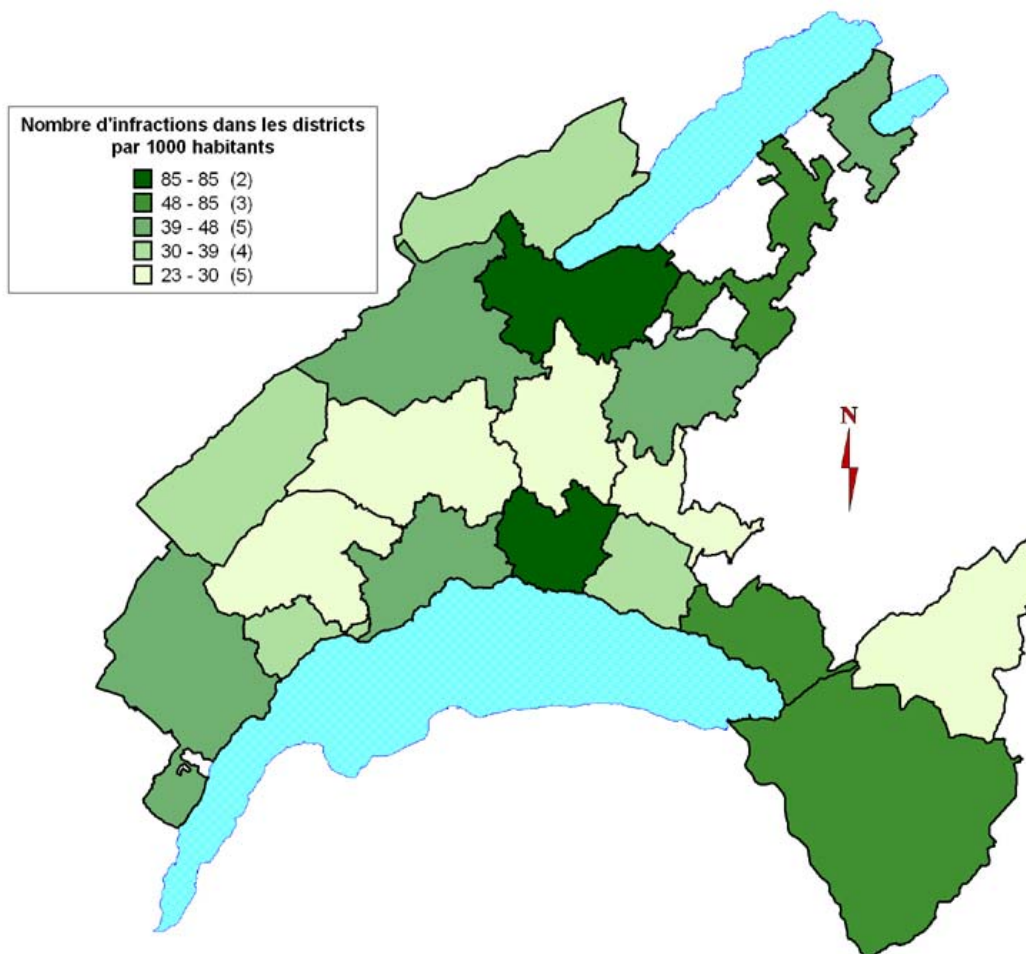 Nombre d'infractions dans les districts
par 1000 habitants
85 - 85 (2)
48 - 85 (3)
39 - 48 (5)
30 - 39 (4)
23 - 30 (5)
N